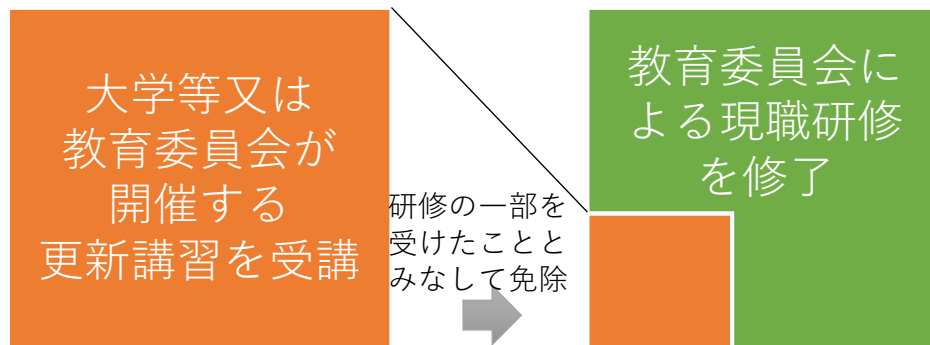 大学等又は
教育委員会が
開催する
更新講習を受講
研修の一部を
受けたことと
みなして免除
教育委員会に
よる現職研修
を修了